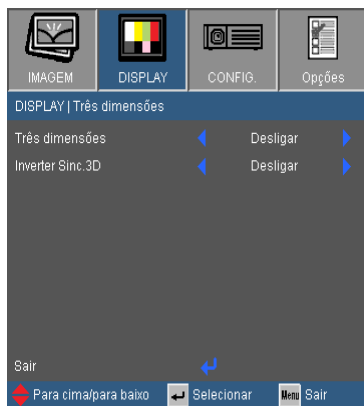 IMAGEM DISPLAY CONFIG. Opções
DISPLAY | Três dimensões
Três dimensões Desligar
Inverter Sinc.3D Desligar
Sair
Para cima/para baixo Selecionar Menu Sair